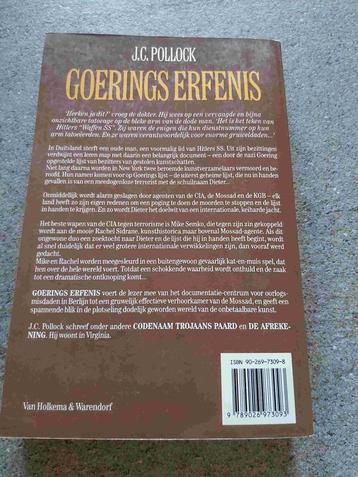 J.C. POLLOCK
GOERINGS ERFENIS
'Herken je dit?' vroeg de dokter. Hij wees op een vervaagde en bijna
onzichtbare tatoeage op de bleke arm van de dode man. 'Het is het teken van
Hitlers "Waffen SS". Zij waren de enigen die hun dienstnummer op hun
arm tatoeëerden. En ze waren verantwoordelijk voor enorme gruweldaden...'
In Duitsland sterft een oude man, een voormalig lid van Hitlers SS. Uit zijn bezittingen
verdwijnt een leren map met daarin een belangrijk document – een door de nazi Goering
opgestelde lijst van bezitters van gestolen kunstschatten.
Niet lang daarna worden in New York twee beroemde kunstverzamelaars vermoord en be-
roofd. Hun namen komen voor op Goerings lijst – de uiterst geheime lijst, die nu in handen
gevallen is van een meedogenloze terrorist met de schuilnaam Dieter...
Onmiddellijk wordt alarm geslagen door agenten van de CIA, de Mossad en de KGB – elk
land heeft zo zijn eigen redenen om een poging te doen de moorden te stoppen en de lijst
in handen te krijgen. En zo wordt Dieter het doelwit van een internationale, keiharde jacht.
Het beste wapen van de CIA tegen terrorisme is Mike Semko, die tegen zijn zin gekoppeld
wordt aan de mooie Rachel Sidrane, kunsthistorica maar bovenal Mossad-agente. Als dit
ongewone duo een zoektocht naar Dieter en de lijst die hij in handen heeft begint, wordt
al snel duidelijk dat er veel grotere internationale verwikkelingen zijn, dan vooraf werd
gedacht.
Mike en Rachel worden meegesleurd in een buitengewoon gevaarlijk kat-en-muis spel, dat
hen over de hele wereld voert. Totdat een schokkende waarheid wordt onthuld en de zaak
tot een dramatische ontknoping komt...
GOERINGS ERFENIS voert de lezer mee van het documentatie-centrum voor oorlogs-
misdaden in Berlijn tot een gruwelijk effectieve verhoorkamer van de Mossad, en geeft een
spannende blik in de plotseling dodelijk geworden wereld van de onbetaalbare kunst.
J.C. Pollock schreef onder andere CODENAAM TROJAANS PAARD en DE AFREKE-
NING. Hij woont in Virginia.
ISBN 90-269-7309-8
9 789026 973093
Van Holkema & Warendorf